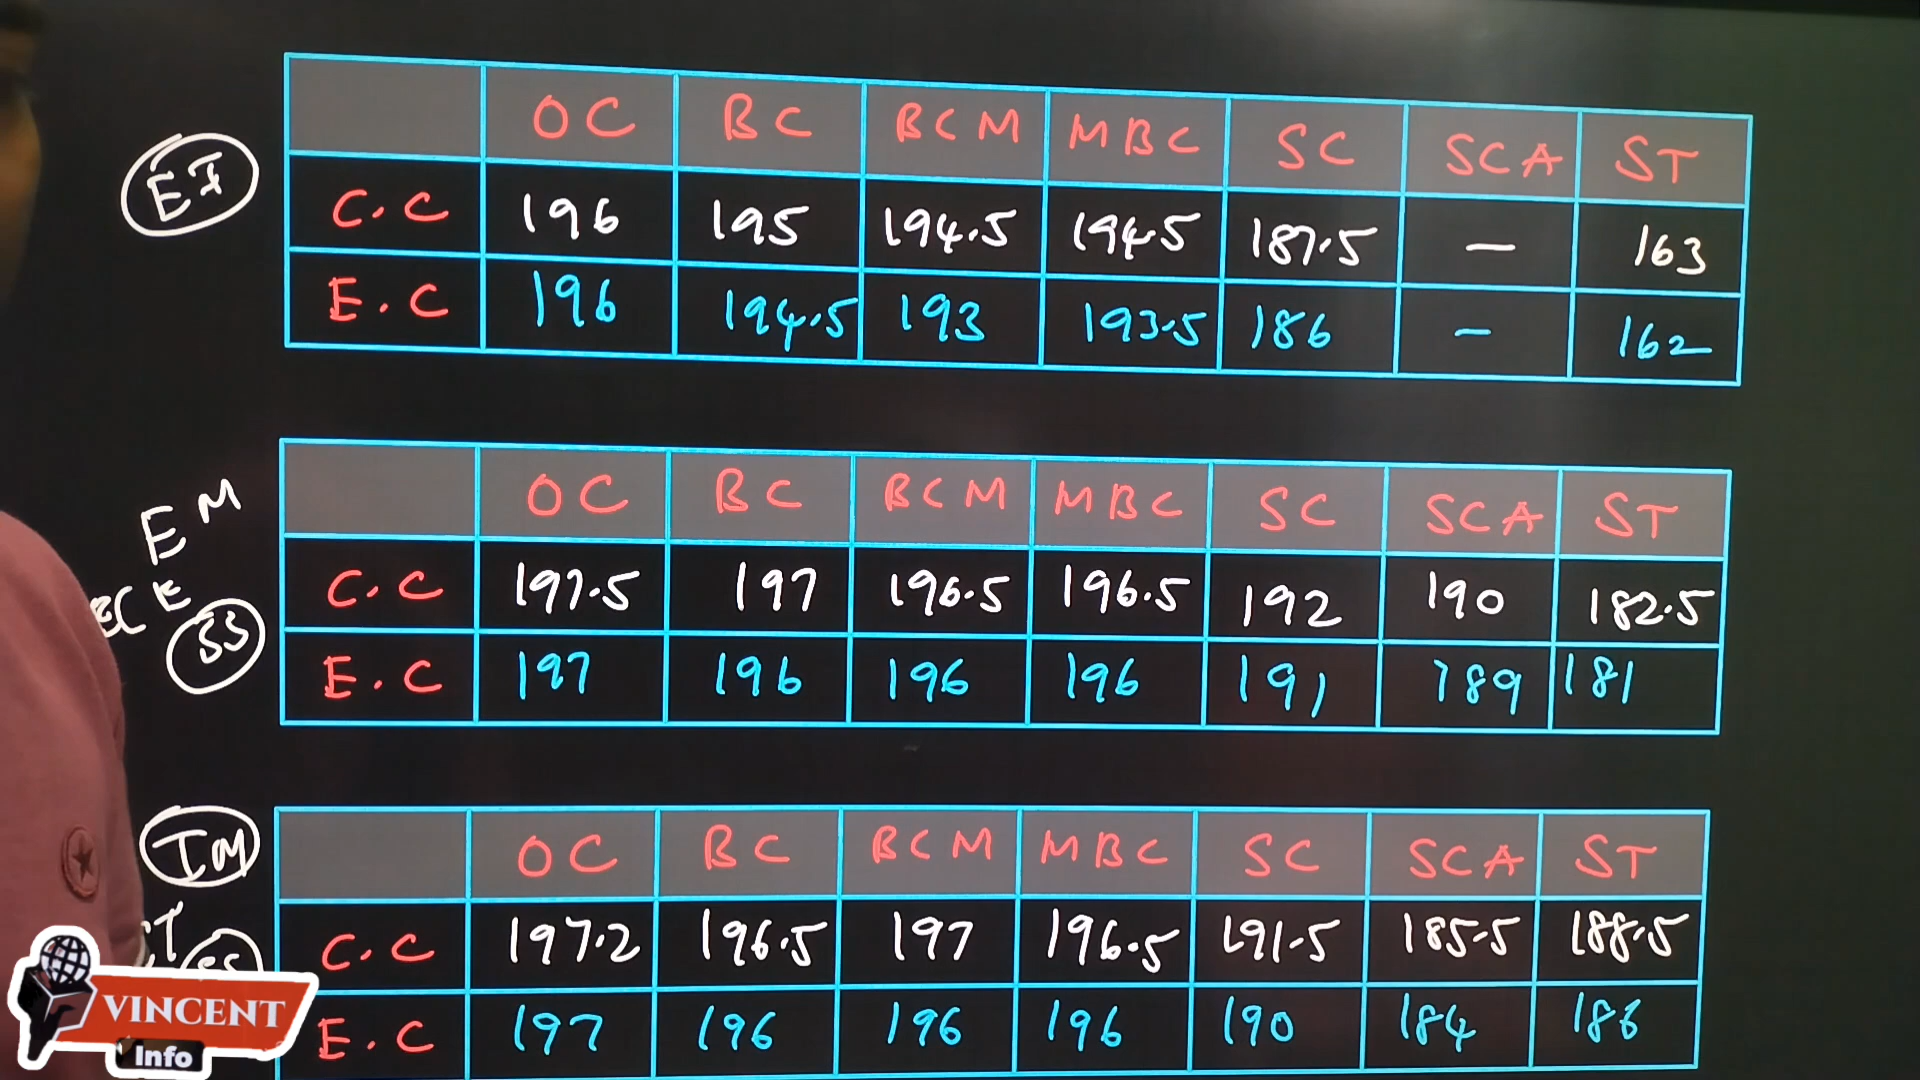 OC BC BCM MBC SC SCA ST
EI
C.C 196 195 194.5 194.5 187.5 — 163
E.C 196 194.5 193 193.5 186 - 162
EM
OC BC BCM MBC SC SCA ST
C.C 197.5 197 196.5 196.5 192 190 182.5
ECE
SS
E.C 197 196 196 196 191 189 181
IM
OC BC BCM MBC SC SCA ST
C.C 197.2 196.5 197 196.5 191.5 185.5 188.5
E.C 197 196 196 196 190 184 186
VINCENT
Info